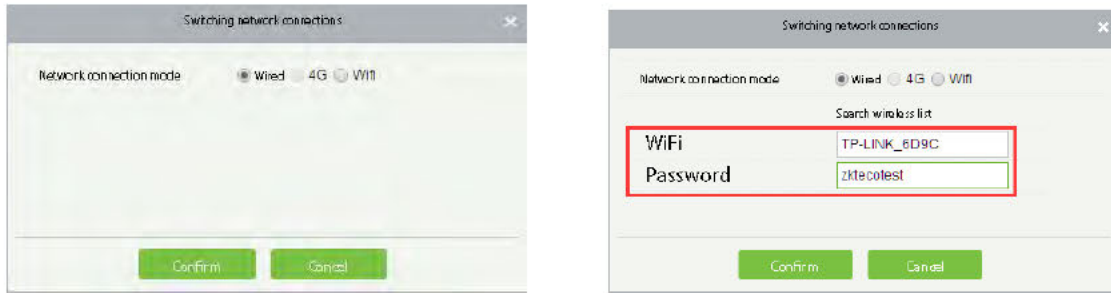 Switching network connections
Network connection mode Wired 4G Wifi
Confirm Cancel
Switching network connections
Network connection mode Wired 4G Wifi
Search wireless list
WiFi TP-LINK_6D9C
Password zktecotest
Confirm Cancel